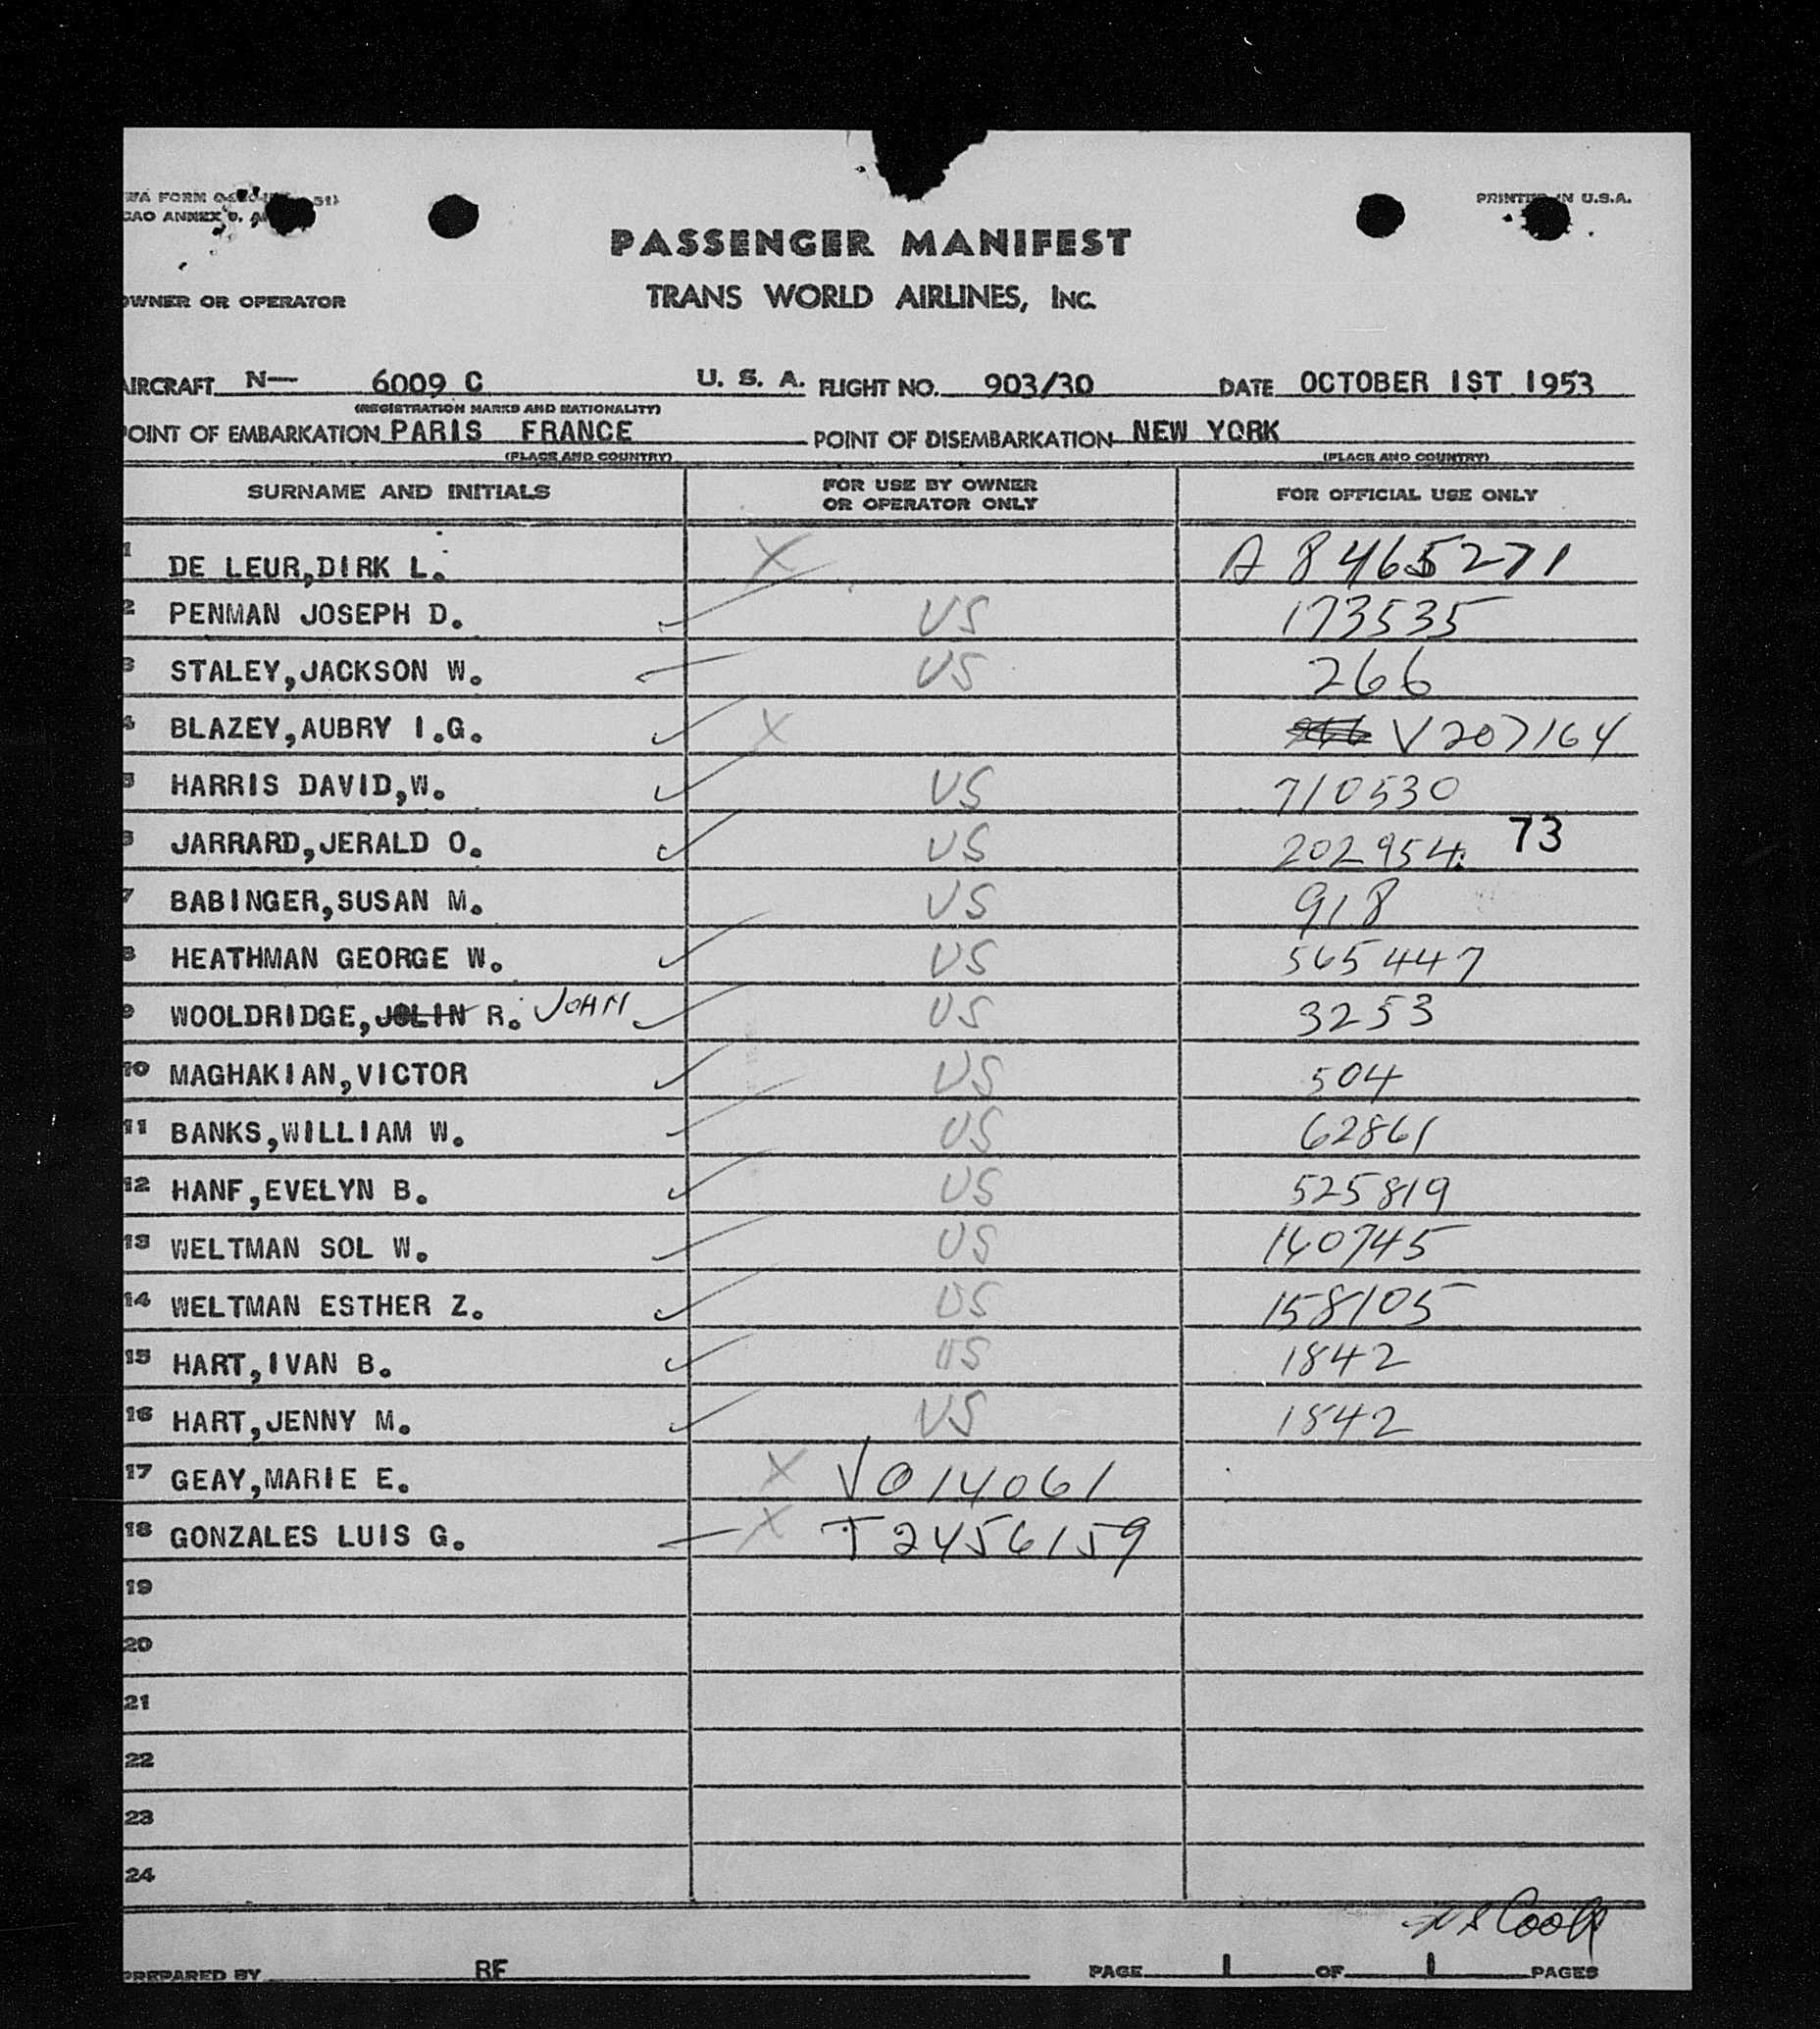 PRINTED IN U.S.A.
PASSENGER MANIFEST
OWNER OR OPERATOR TRANS WORLD AIRLINES, INC.
AIRCRAFT N— 6009 C U. S. A. FLIGHT NO. 903/30 DATE OCTOBER 1ST 1953
(REGISTRATION MARKS AND NATIONALITY)
POINT OF EMBARKATION PARIS FRANCE POINT OF DISEMBARKATION NEW YORK
(PLACE AND COUNTRY) (PLACE AND COUNTRY)
SURNAME AND INITIALS FOR USE BY OWNER OR OPERATOR ONLY FOR OFFICIAL USE ONLY
1 DE LEUR,DIRK L. X A 8465271
2 PENMAN JOSEPH D. US 173535
3 STALEY,JACKSON W. US 266
4 BLAZEY,AUBRY I.G. X V207164
5 HARRIS DAVID,W. US 710530
6 JARRARD,JERALD O. US 202954. 73
7 BABINGER,SUSAN M. US 918
8 HEATHMAN GEORGE W. US 565447
9 WOOLDRIDGE, R. JOHN US 3253
10 MAGHAKIAN,VICTOR US 504
11 BANKS,WILLIAM W. US 62861
12 HANF,EVELYN B. US 525819
13 WELTMAN SOL W. US 140745
14 WELTMAN ESTHER Z. US 158105
15 HART,IVAN B. US 1842
16 HART,JENNY M. US 1842
17 GEAY,MARIE E. X V014061
18 GONZALES LUIS G. X T2456159
19
20
21
22
23
24
Cook
PREPARED BY RF PAGE 1 OF 1 PAGES